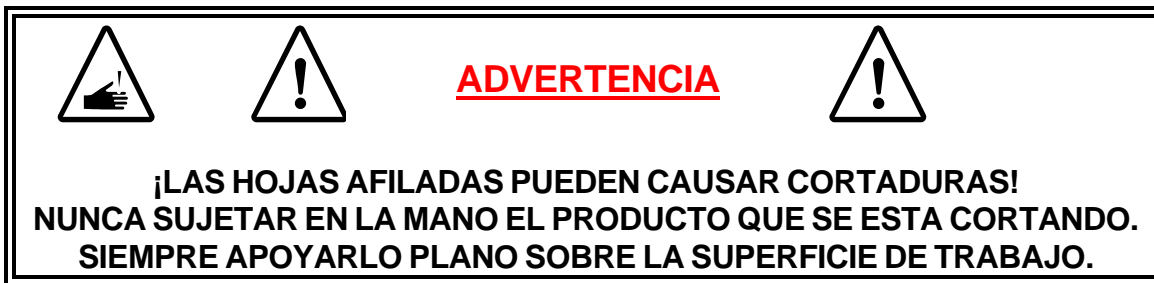 ADVERTENCIA
¡LAS HOJAS AFILADAS PUEDEN CAUSAR CORTADURAS!
NUNCA SUJETAR EN LA MANO EL PRODUCTO QUE SE ESTA CORTANDO.
SIEMPRE APOYARLO PLANO SOBRE LA SUPERFICIE DE TRABAJO.